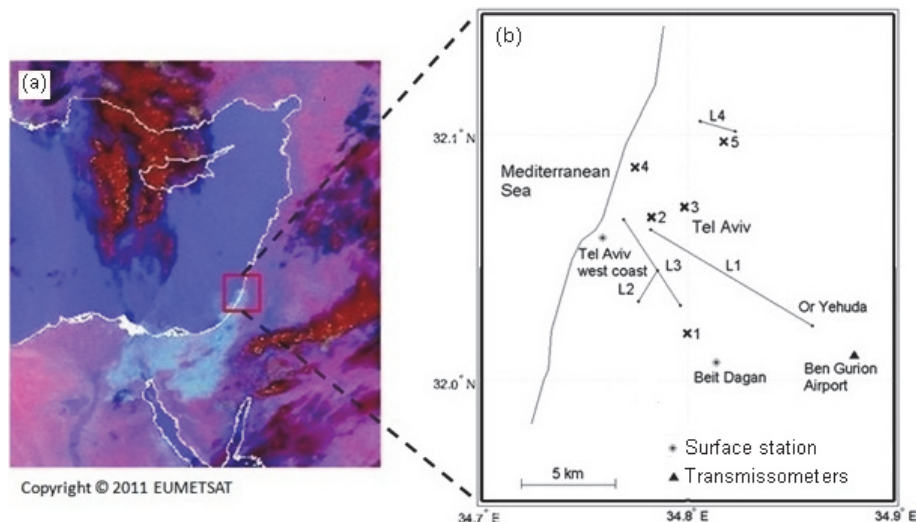 (a)
Copyright © 2011 EUMETSAT
(b)
32.1°N
32.0°N
34.7°E
34.8°E
34.9°E
Mediterranean
Sea
L4
5
4
3
2
Tel Aviv
Tel Aviv
west coast
L3
L1
L2
Or Yehuda
1
Beit Dagan
Ben Gurion
Airport
5 km
Surface station
Transmissometers